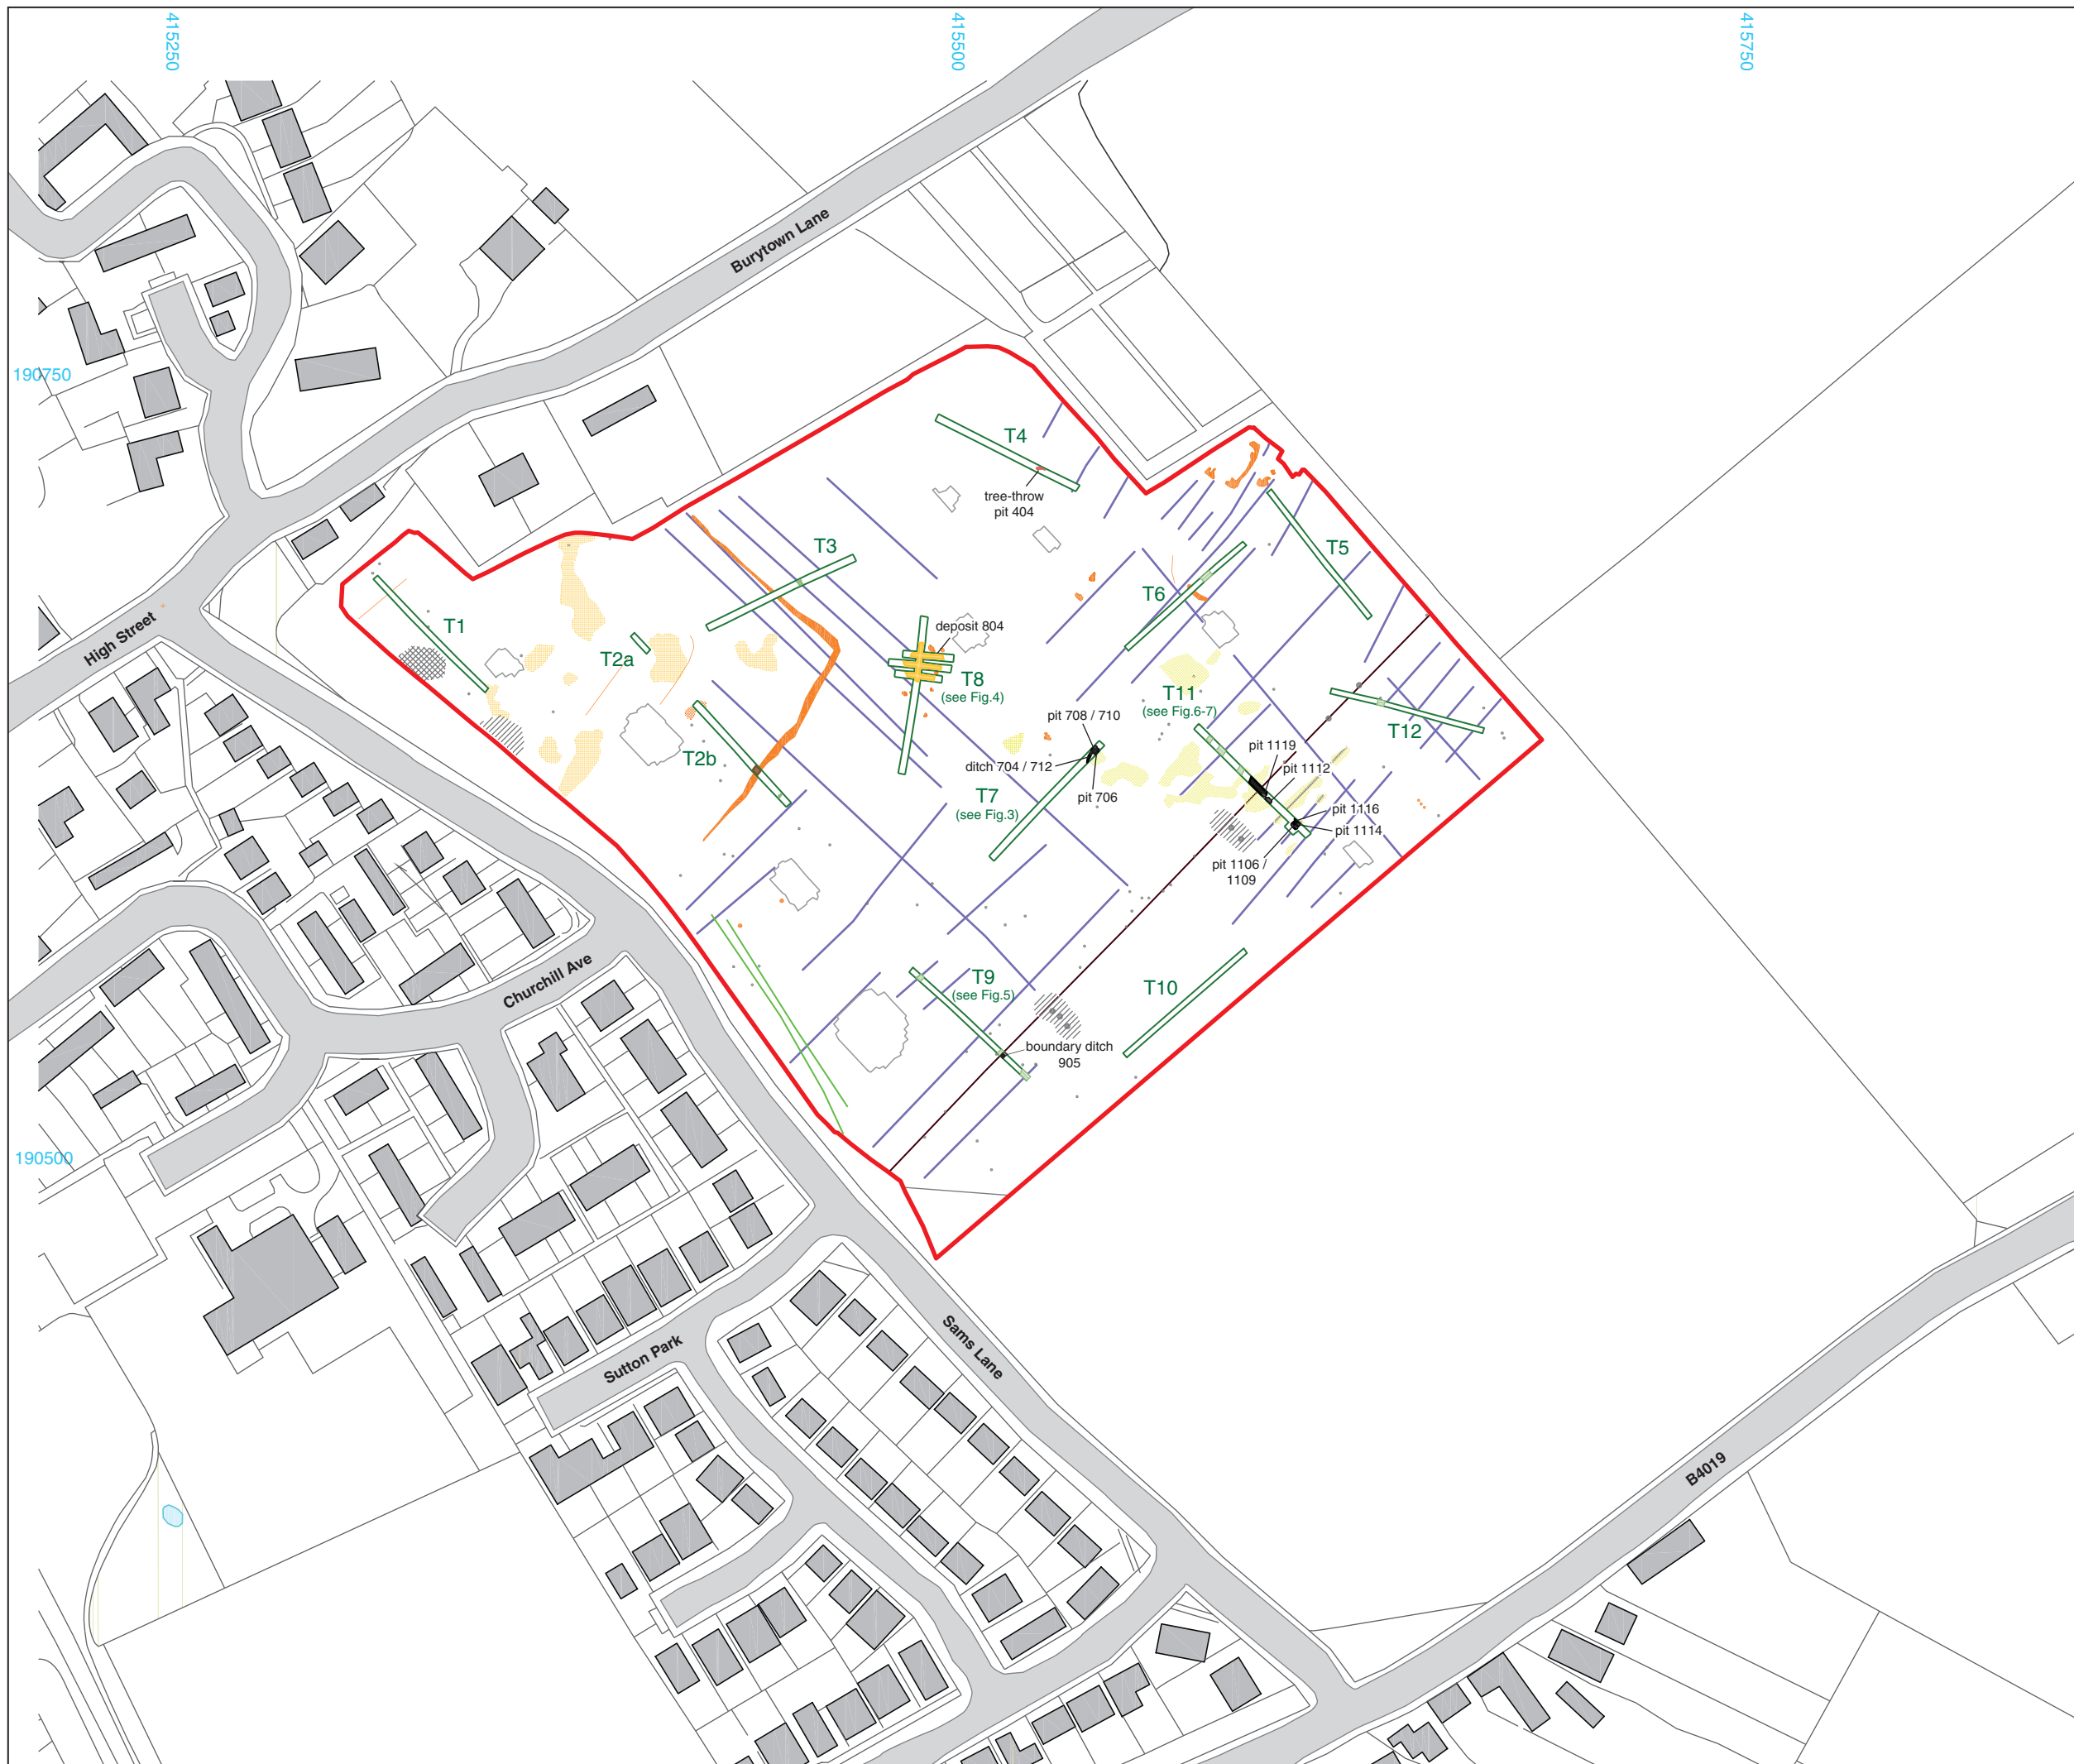 415250
415500
415750
190750
190500
Burytown Lane
High Street
Churchill Ave
Sutton Park
Sams Lane
B4019
T4
tree-throw
pit 404
T3
T5
T6
T1
T2a
deposit 804
T8
(see Fig.4)
T11
(see Fig.6-7)
T12
pit 708 / 710
ditch 704 / 712
pit 706
T7
(see Fig.3)
T2b
pit 1119
pit 1112
pit 1116
pit 1114
pit 1106 /
1109
T9
(see Fig.5)
T10
boundary ditch
905